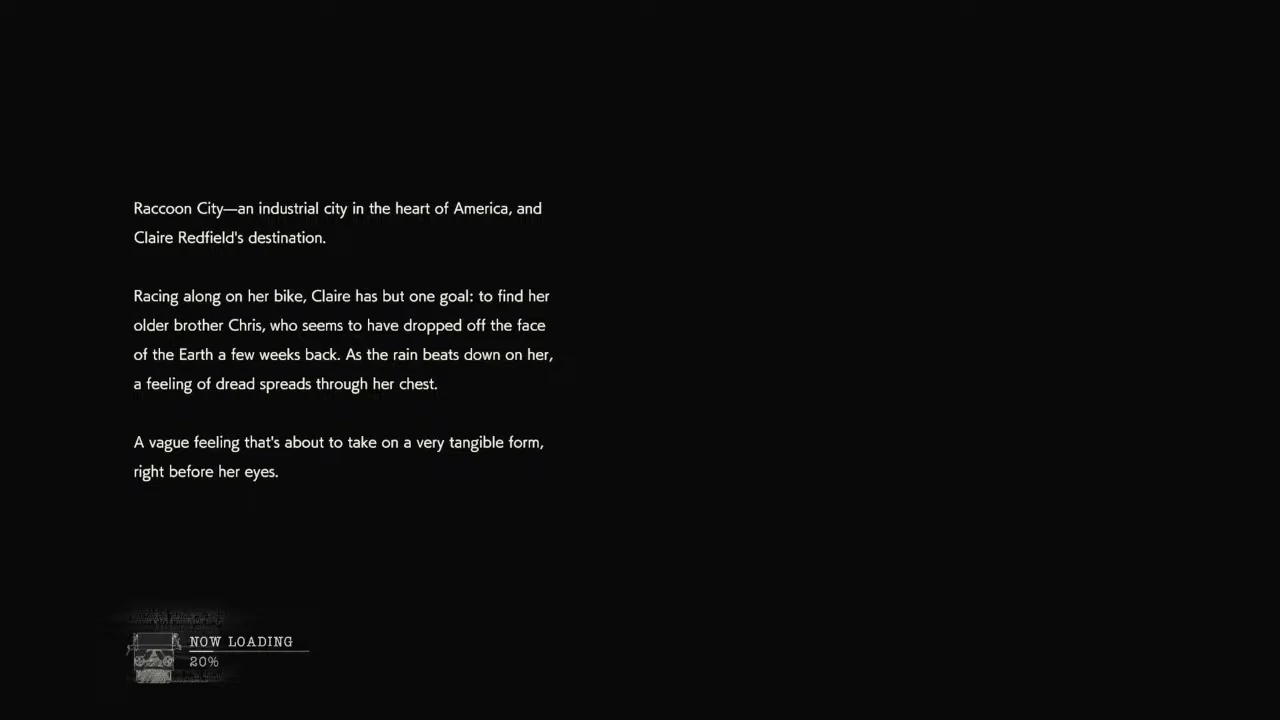 Raccoon City—an industrial city in the heart of America, and
Claire Redfield's destination.
Racing along on her bike, Claire has but one goal: to find her
older brother Chris, who seems to have dropped off the face
of the Earth a few weeks back. As the rain beats down on her,
a feeling of dread spreads through her chest.
A vague feeling that's about to take on a very tangible form,
right before her eyes.
NOW LOADING
20%